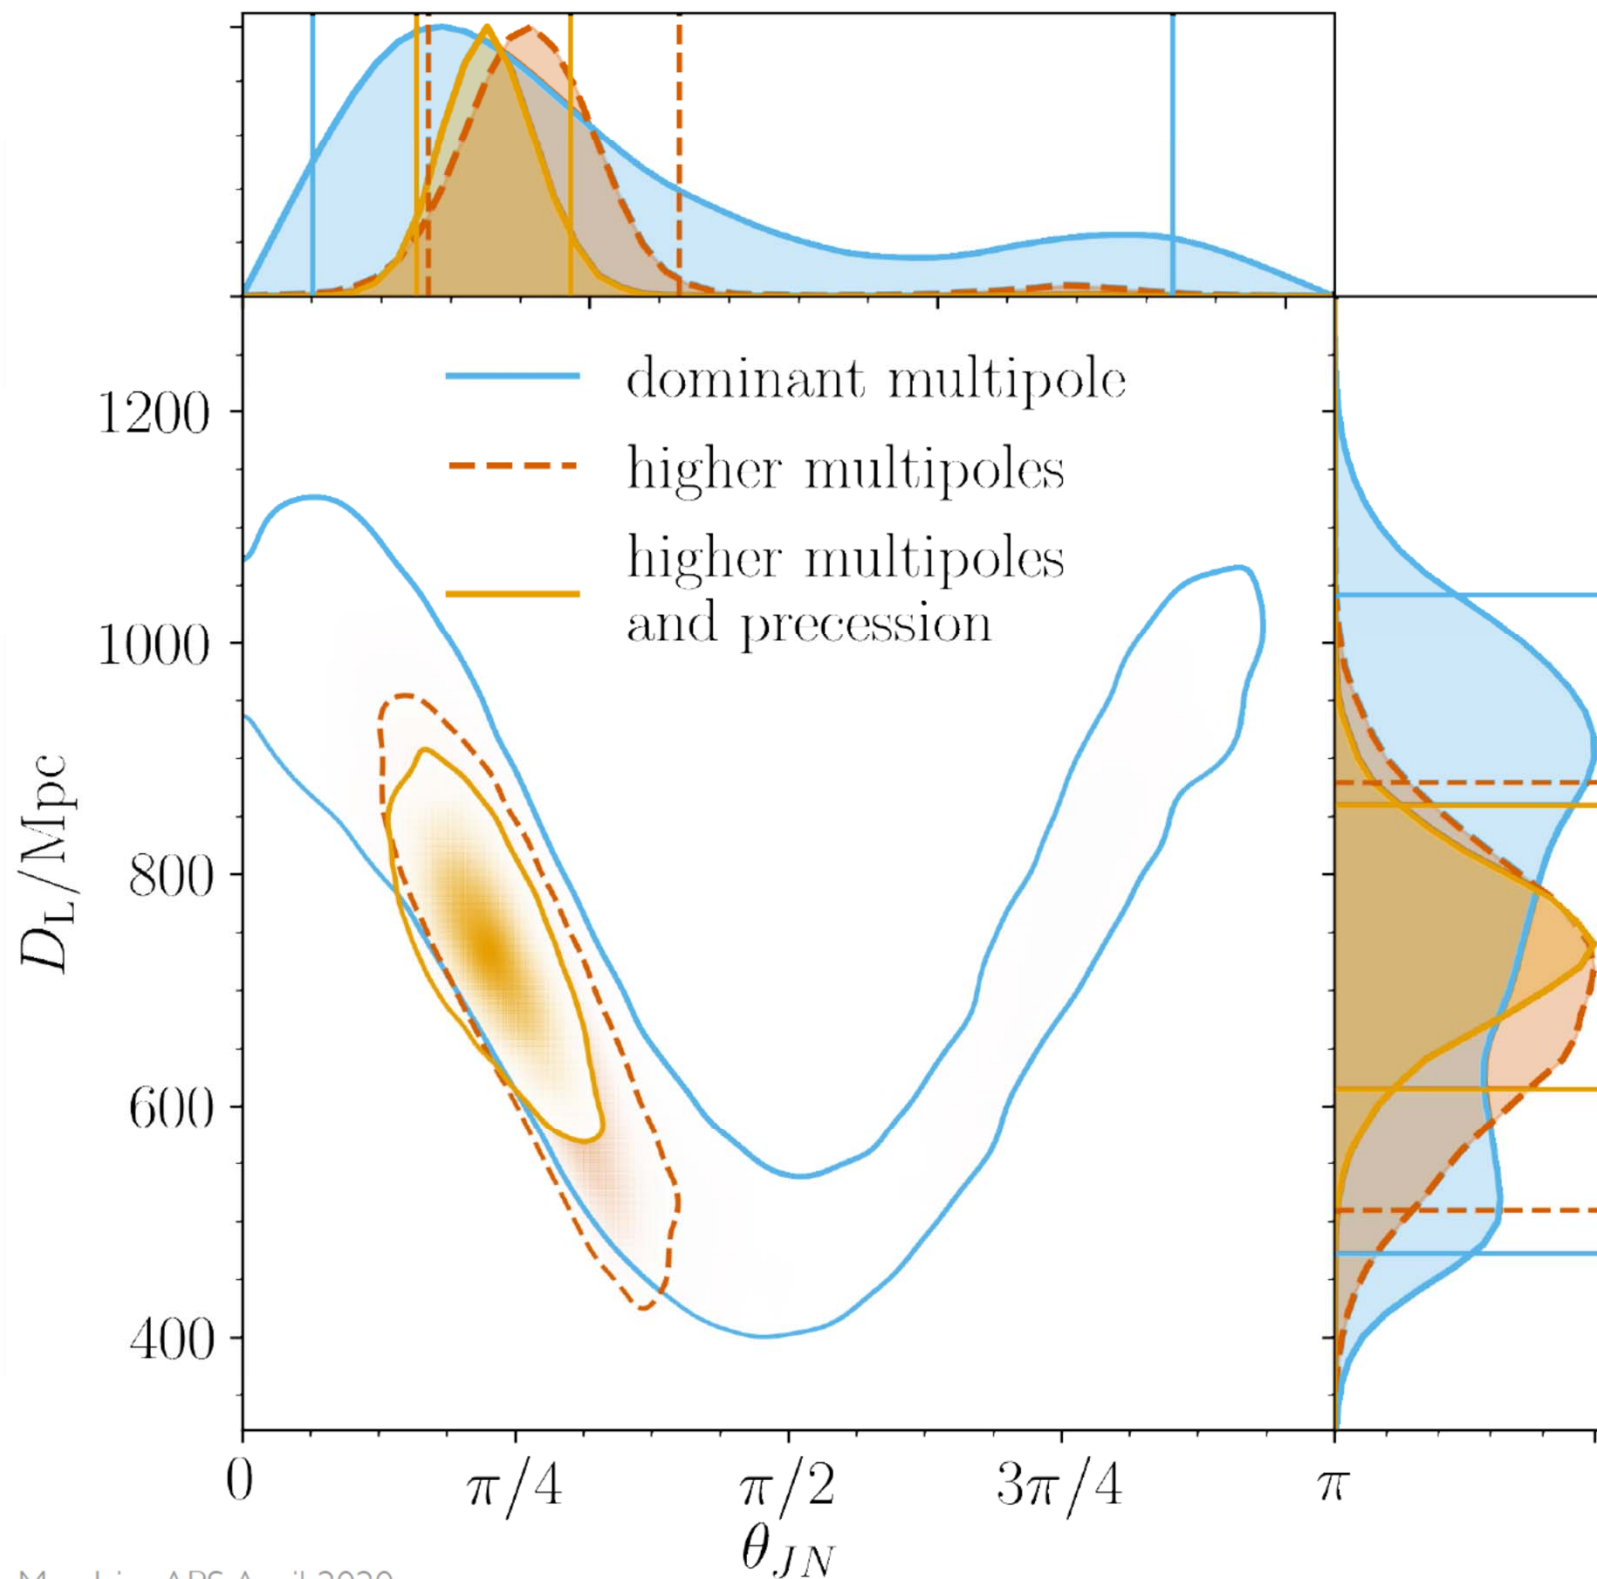 dominant multipole
higher multipoles
higher multipoles
and precession
1200
1000
800
600
400
D_L/Mpc
0 π/4 π/2 3π/4 π
θ_JN